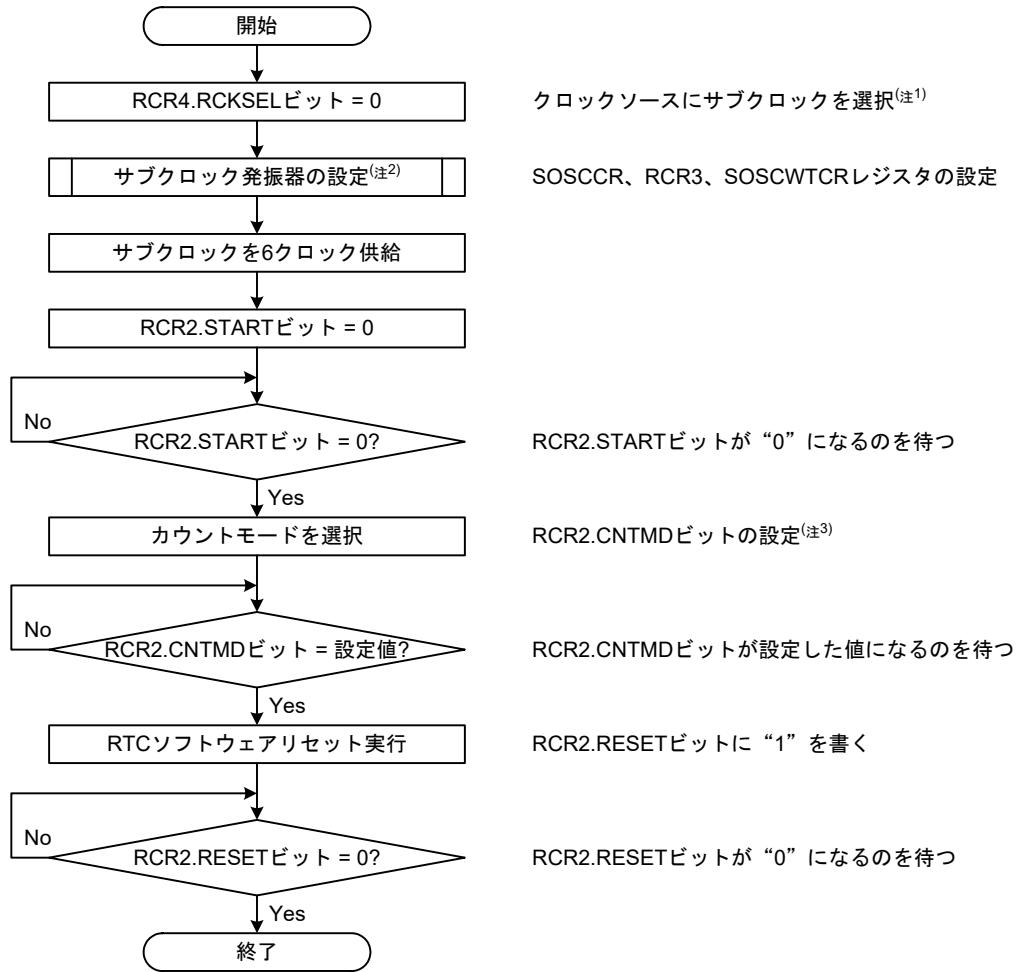 開始
RCR4.RCKSELビット = 0
クロックソースにサブクロックを選択(注1)
サブクロック発振器の設定(注2)
SOSCCR、RCR3、SOSCWTCRレジスタの設定
サブクロックを6クロック供給
RCR2.STARTビット = 0
No
RCR2.STARTビット = 0?
RCR2.STARTビットが“0”になるのを待つ
Yes
カウントモードを選択
RCR2.CNTMDビットの設定(注3)
No
RCR2.CNTMDビット = 設定値?
RCR2.CNTMDビットが設定した値になるのを待つ
Yes
RTCソフトウェアリセット実行
RCR2.RESETビットに“1”を書く
No
RCR2.RESETビット = 0?
RCR2.RESETビットが“0”になるのを待つ
Yes
終了